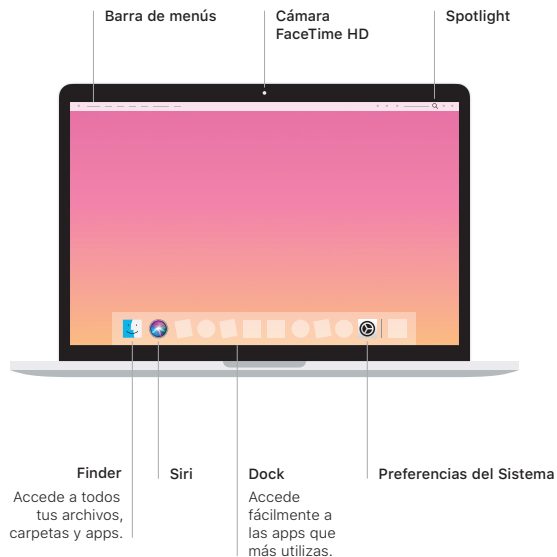 Barra de menús
Cámara
FaceTime HD
Spotlight
Finder
Accede a todos
tus archivos,
carpetas y apps.
Siri
Dock
Accede
fácilmente a
las apps que
más utilizas.
Preferencias del Sistema